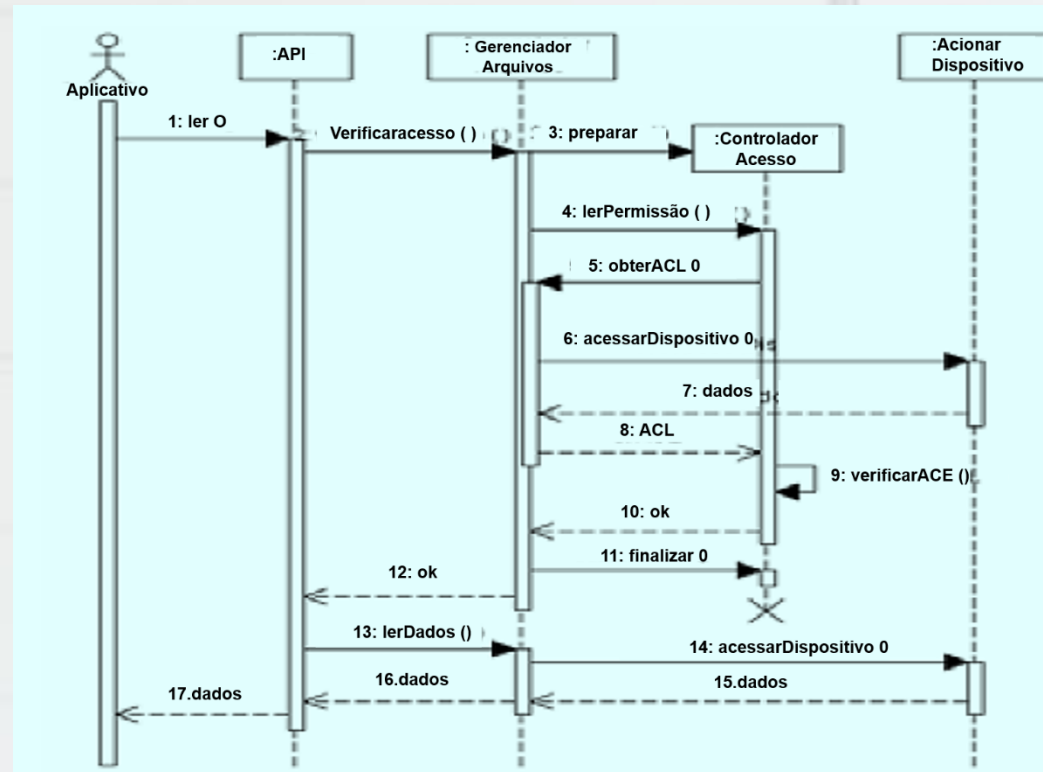 :API
: Gerenciador
Arquivos
:Acionar
Dispositivo
Aplicativo
1: ler O
Verificaracesso ( )
3: preparar
:Controlador
Acesso
4: lerPermissão ( )
5: obterACL 0
6: acessarDispositivo 0
7: dados
8: ACL
9: verificarACE ()
10: ok
11: finalizar 0
12: ok
13: lerDados ()
14: acessarDispositivo 0
15.dados
16.dados
17.dados